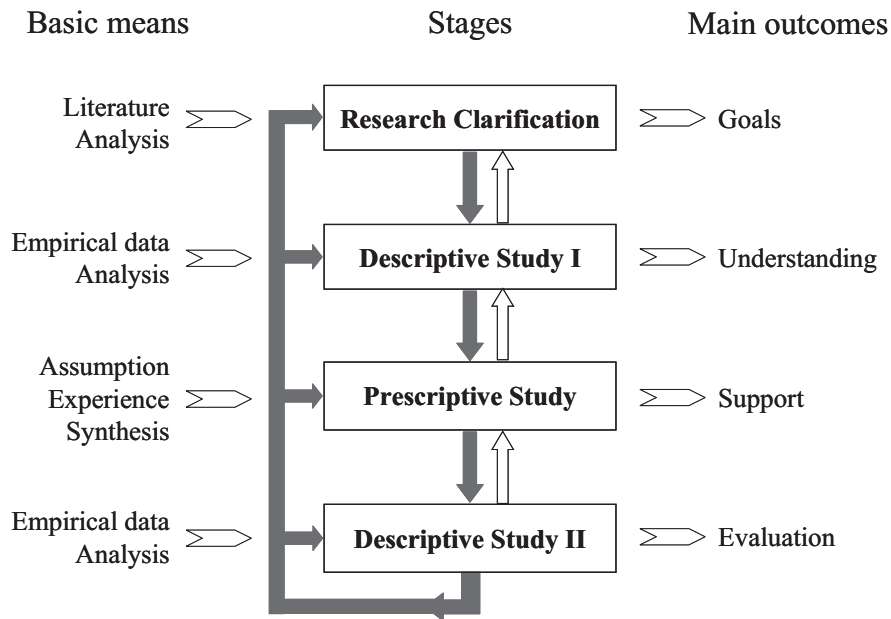 Basic means
Stages
Main outcomes
Literature
Analysis
Research Clarification
Goals
Empirical data
Analysis
Descriptive Study I
Understanding
Assumption
Experience
Synthesis
Prescriptive Study
Support
Empirical data
Analysis
Descriptive Study II
Evaluation